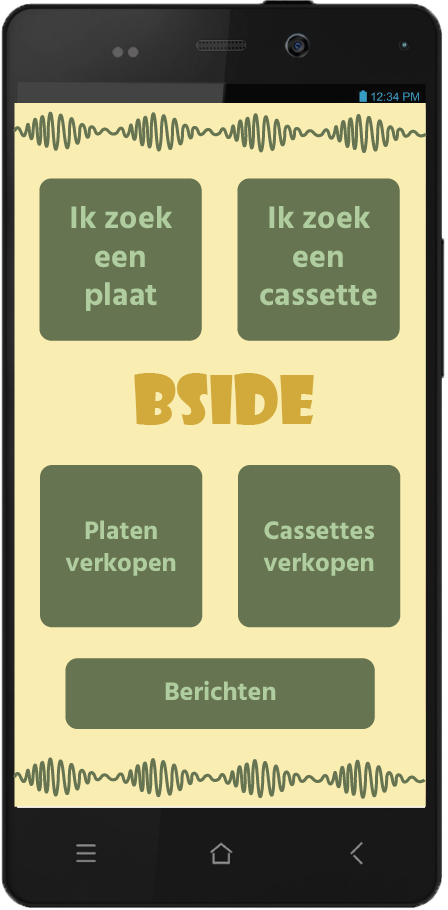 12:34 PM
Ik zoek
een
plaat
Ik zoek
een
cassette
BSIDE
Platen
verkopen
Cassettes
verkopen
Berichten